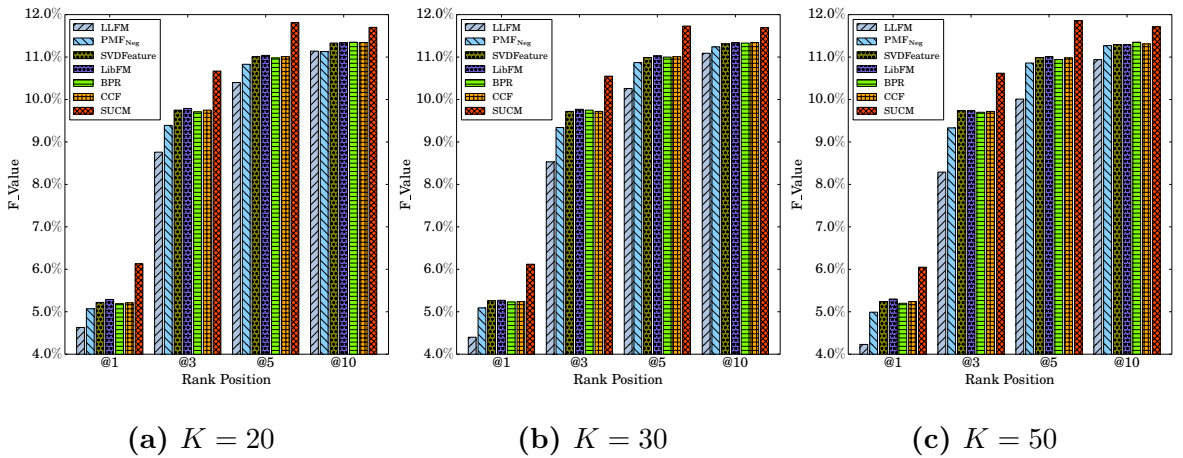 12.0%
11.0%
10.0%
9.0%
8.0%
7.0%
6.0%
5.0%
4.0%
F_Value
LLFM
PMFNeg
SVDFeature
LibFM
BPR
CCF
SUCM
@1 @3 @5 @10
Rank Position
(a) K = 20
12.0%
11.0%
10.0%
9.0%
8.0%
7.0%
6.0%
5.0%
4.0%
F_Value
LLFM
PMFNeg
SVDFeature
LibFM
BPR
CCF
SUCM
@1 @3 @5 @10
Rank Position
(b) K = 30
12.0%
11.0%
10.0%
9.0%
8.0%
7.0%
6.0%
5.0%
4.0%
F_Value
LLFM
PMFNeg
SVDFeature
LibFM
BPR
CCF
SUCM
@1 @3 @5 @10
Rank Position
(c) K = 50